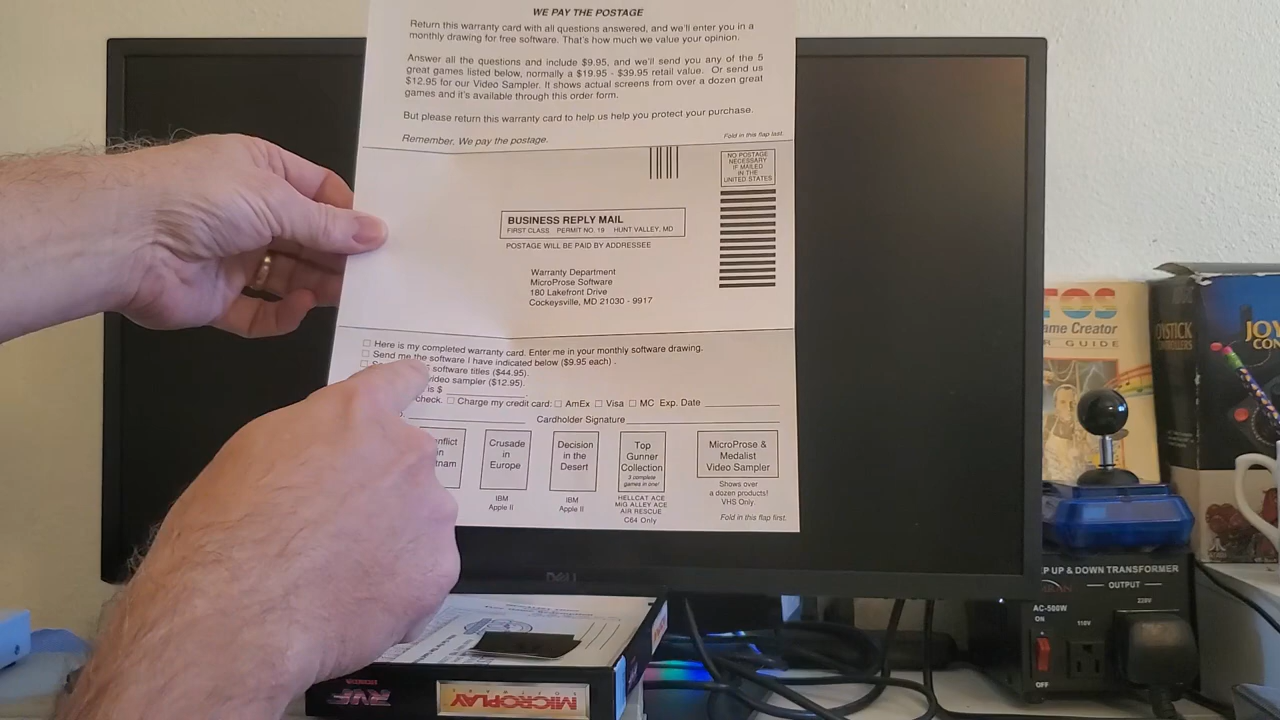 WE PAY THE POSTAGE
Return this warranty card with all questions answered, and we'll enter you in a
monthly drawing for free software. That's how much we value your opinion.
Answer all the questions and include $9.95, and we'll send you any of the 5
great games listed below, normally a $19.95 - $39.95 retail value. Or send us
$12.95 for our Video Sampler. It shows actual screens from over a dozen great
games and it's available through this order form.
But please return this warranty card to help us help you protect your purchase.
Remember, We pay the postage.
Fold in this flap last.
NO POSTAGE
NECESSARY
IF MAILED
IN THE
UNITED STATES
BUSINESS REPLY MAIL
FIRST CLASS PERMIT NO. 19 HUNT VALLEY, MD
POSTAGE WILL BE PAID BY ADDRESSEE
Warranty Department
MicroProse Software
180 Lakefront Drive
Cockeysville, MD 21030 - 9917
Here is my completed warranty card. Enter me in your monthly software drawing.
Send me the software I have indicated below ($9.95 each).
5 software titles ($44.95).
video sampler ($12.95).
is $
check. Charge my credit card: AmEx Visa MC Exp. Date
Cardholder Signature
in
Crusade
in
Europe
IBM
Apple II
Decision
in the
Desert
IBM
Apple II
Top
Gunner
Collection
3 complete
games in one!
HELLCAT ACE
MIG ALLEY ACE
AIR RESCUE
C64 Only
MicroProse &
Medalist
Video Sampler
Shows over
a dozen products!
VHS Only.
Fold in this flap first.
DELL
RVF
HONDA
MICROPLAY
SOFTWARE
TOS
ame Creator
R GUIDE
JOYSTICK
CONTROLLERS
JOY
CON
P UP & DOWN TRANSFORMER
OUTPUT
AC-500W
ON
OFF
110V
220V